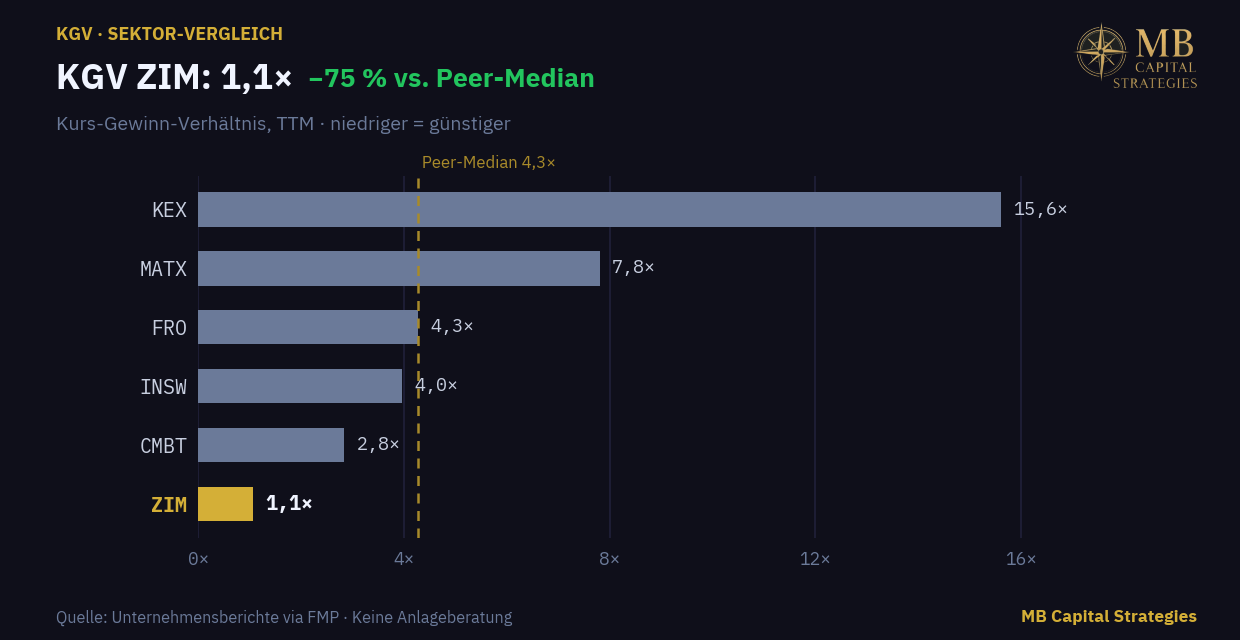 KGV · SEKTOR-VERGLEICH
KGV ZIM: 1,1× −75 % vs. Peer-Median
Kurs-Gewinn-Verhältnis, TTM · niedriger = günstiger
MB
CAPITAL
STRATEGIES
Peer-Median 4,3×
KEX 15,6×
MATX 7,8×
FRO 4,3×
INSW 4,0×
CMBT 2,8×
ZIM 1,1×
0× 4× 8× 12× 16×
Quelle: Unternehmensberichte via FMP · Keine Anlageberatung
MB Capital Strategies